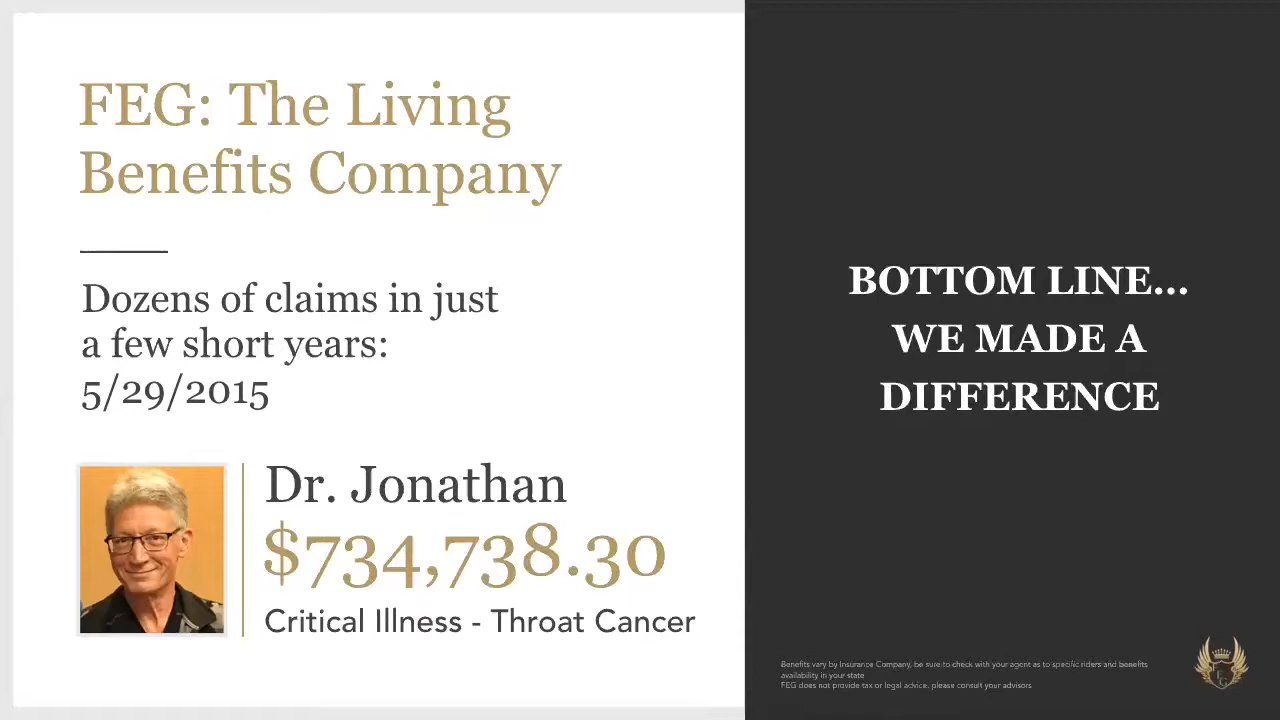 FEG: The Living
Benefits Company
Dozens of claims in just
a few short years:
5/29/2015
Dr. Jonathan
$734,738.30
Critical Illness - Throat Cancer
BOTTOM LINE...
WE MADE A
DIFFERENCE
Benefits vary by Insurance Company, be sure to check with your agent as to specific riders and benefits
availability in your state
FEG does not provide tax or legal advice, please consult your advisors
FEG